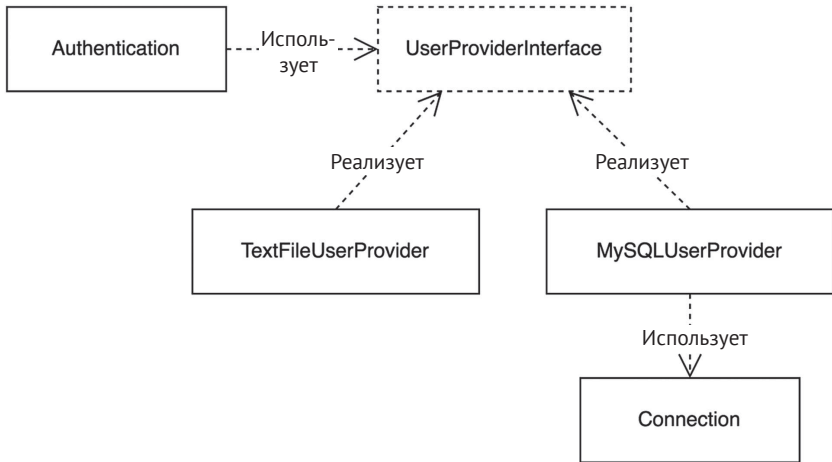 Authentication
Исполь-
зует
UserProviderInterface
Реализует
Реализует
TextFileUserProvider
MySQLUserProvider
Использует
Connection